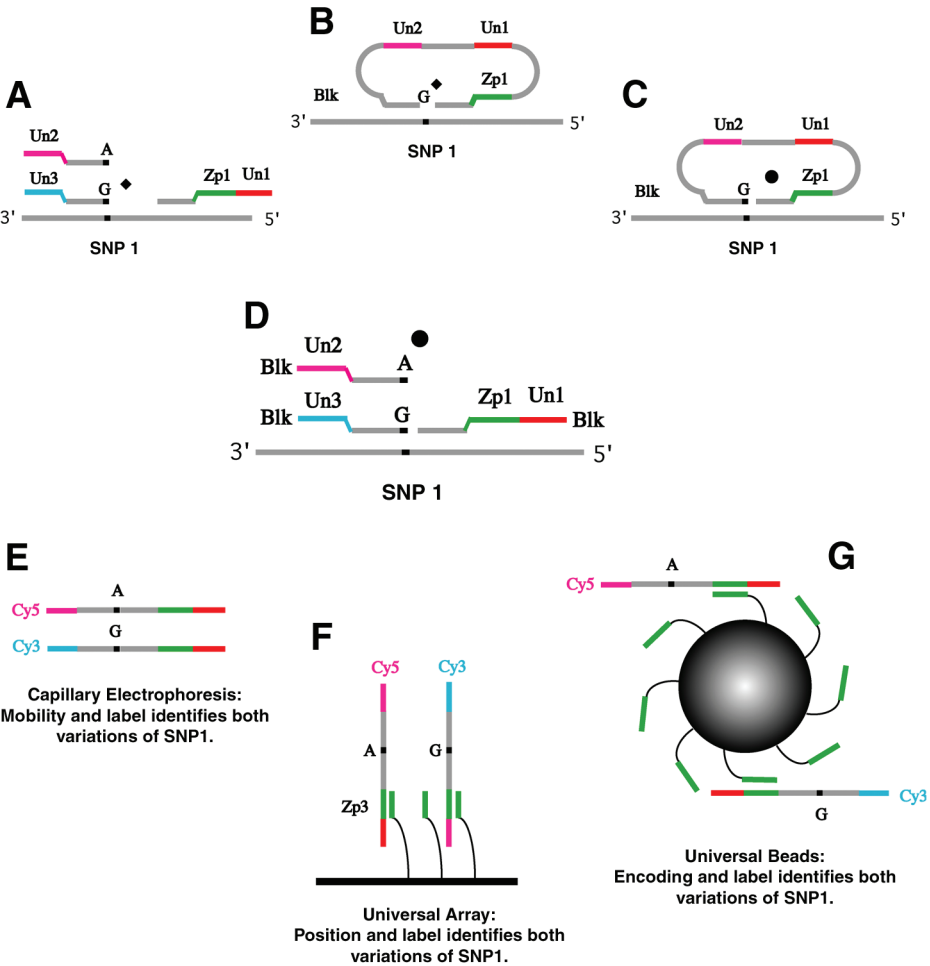 A
Un2
A
Un3
G
Zp1
Un1
3'
5'
SNP 1
B
Un2
Un1
Zp1
Blk
G
3'
5'
SNP 1
C
Un2
Un1
Zp1
Blk
G
3'
5'
SNP 1
D
Un2
Blk
A
Un3
Blk
G
Zp1
Un1
Blk
3'
5'
SNP 1
E
A
Cy5
G
Cy3
Capillary Electrophoresis:
Mobility and label identifies both
variations of SNP1.
F
Cy5
Cy3
A
G
Zp3
Universal Array:
Position and label identifies both
variations of SNP1.
G
A
Cy5
Cy3
G
Universal Beads:
Encoding and label identifies both
variations of SNP1.